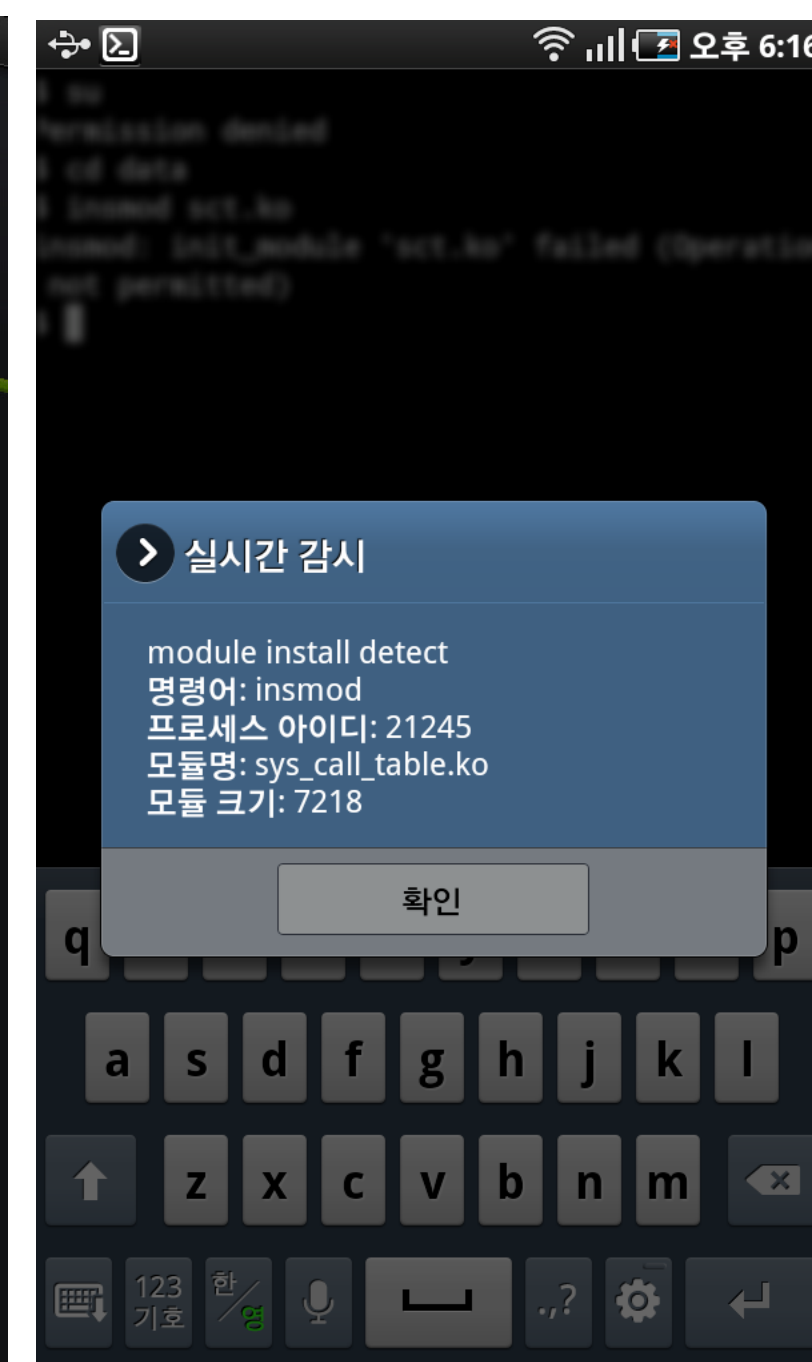 오후 6:16
$ su
Permission denied
$ cd data
$ insmod sct.ko
insmod: init_module 'sct.ko' failed (Operatio
not permitted)
$
실시간 감시
module install detect
명령어: insmod
프로세스 아이디: 21245
모듈명: sys_call_table.ko
모듈 크기: 7218
확인
q p
a s d f g h j k l
z x c v b n m
123
기호
한/영
.,?